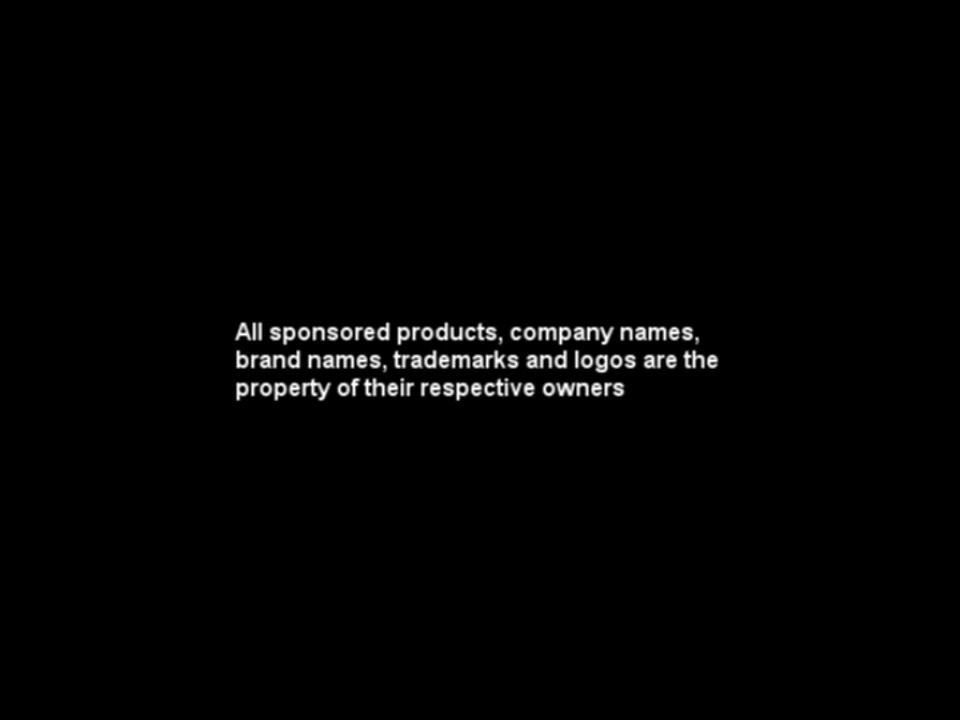 All sponsored products, company names,
brand names, trademarks and logos are the
property of their respective owners